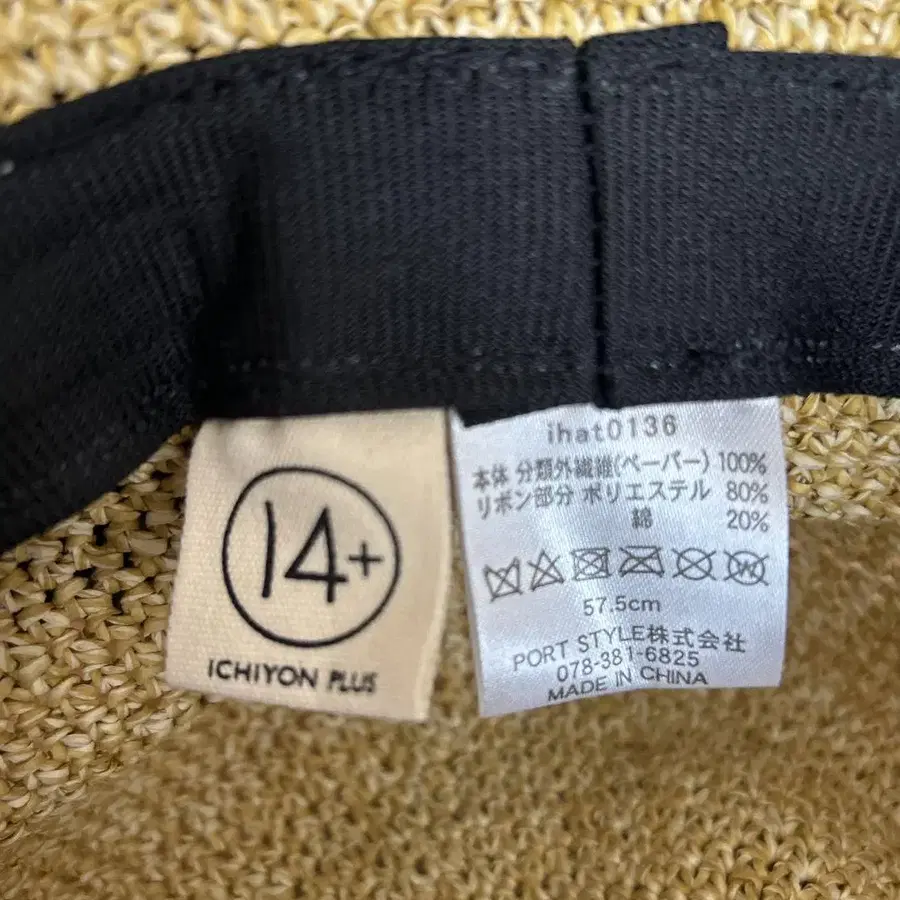 14+
ICHIYON PLUS
ihat0136
本体 分類外繊維(ペーパー) 100%
リボン部分 ポリエステル 80%
綿 20%
W
57.5cm
PORT STYLE株式会社
078-381-6825
MADE IN CHINA